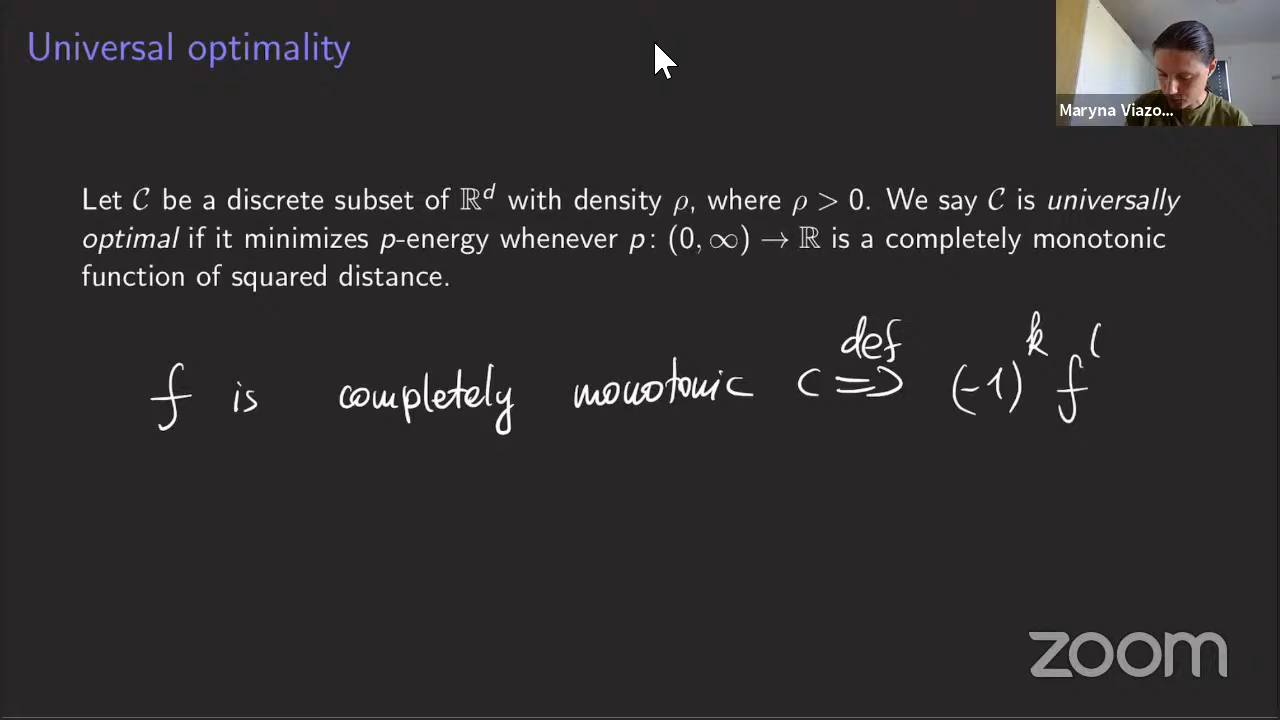 Universal optimality
Maryna Viazo...
Let 𝒞 be a discrete subset of ℝᵈ with density ρ, where ρ > 0. We say 𝒞 is universally
optimal if it minimizes p-energy whenever p: (0, ∞) → ℝ is a completely monotonic
function of squared distance.
f is completely monotonic <=> def (-1)^k f^(
zoom